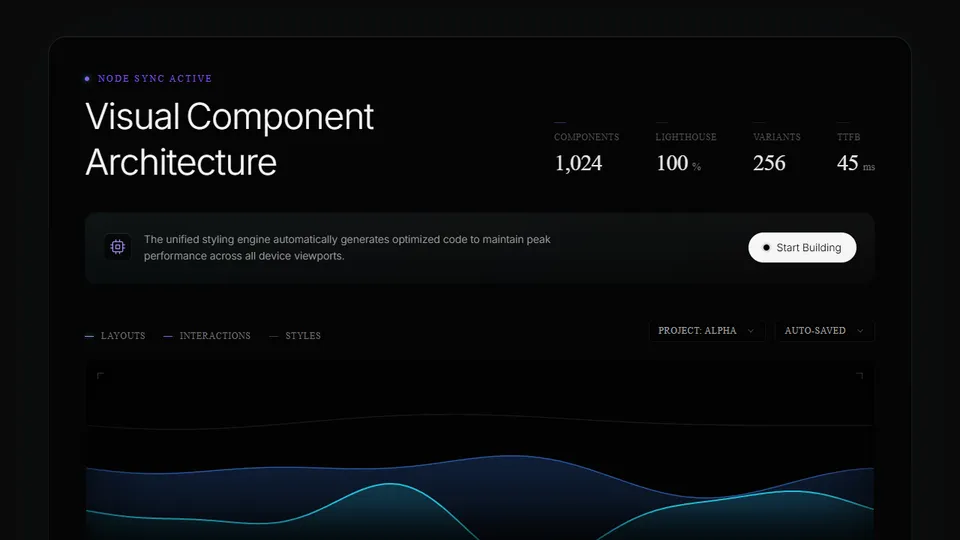 NODE SYNC ACTIVE
Visual Component
Architecture
COMPONENTS
1,024
LIGHTHOUSE
100 %
VARIANTS
256
TTFB
45 ms
The unified styling engine automatically generates optimized code to maintain peak
performance across all device viewports.
Start Building
LAYOUTS
INTERACTIONS
STYLES
PROJECT: ALPHA
AUTO-SAVED